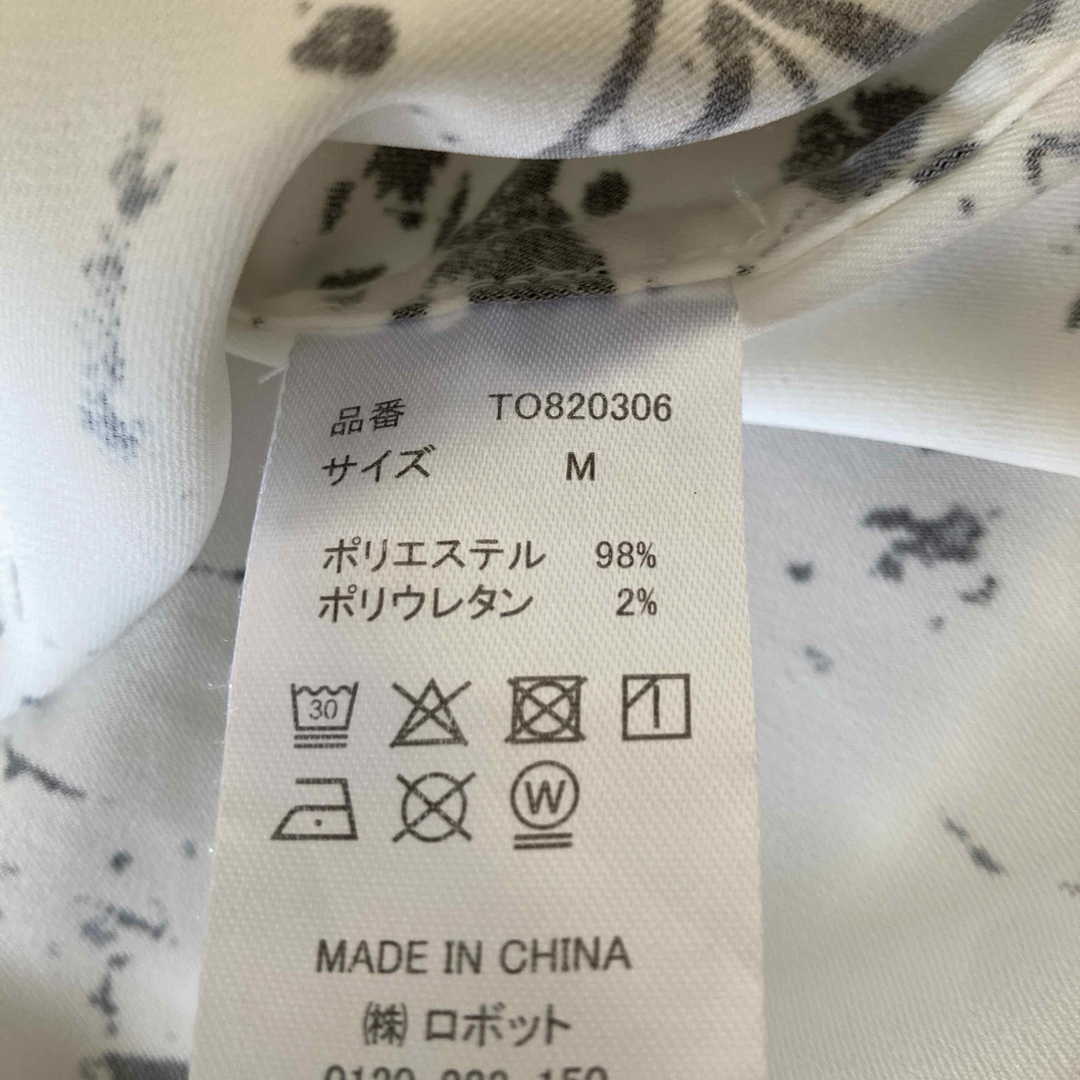 品番 TO820306
サイズ M
ポリエステル 98%
ポリウレタン 2%
30
W
MADE IN CHINA
㈱ ロボット